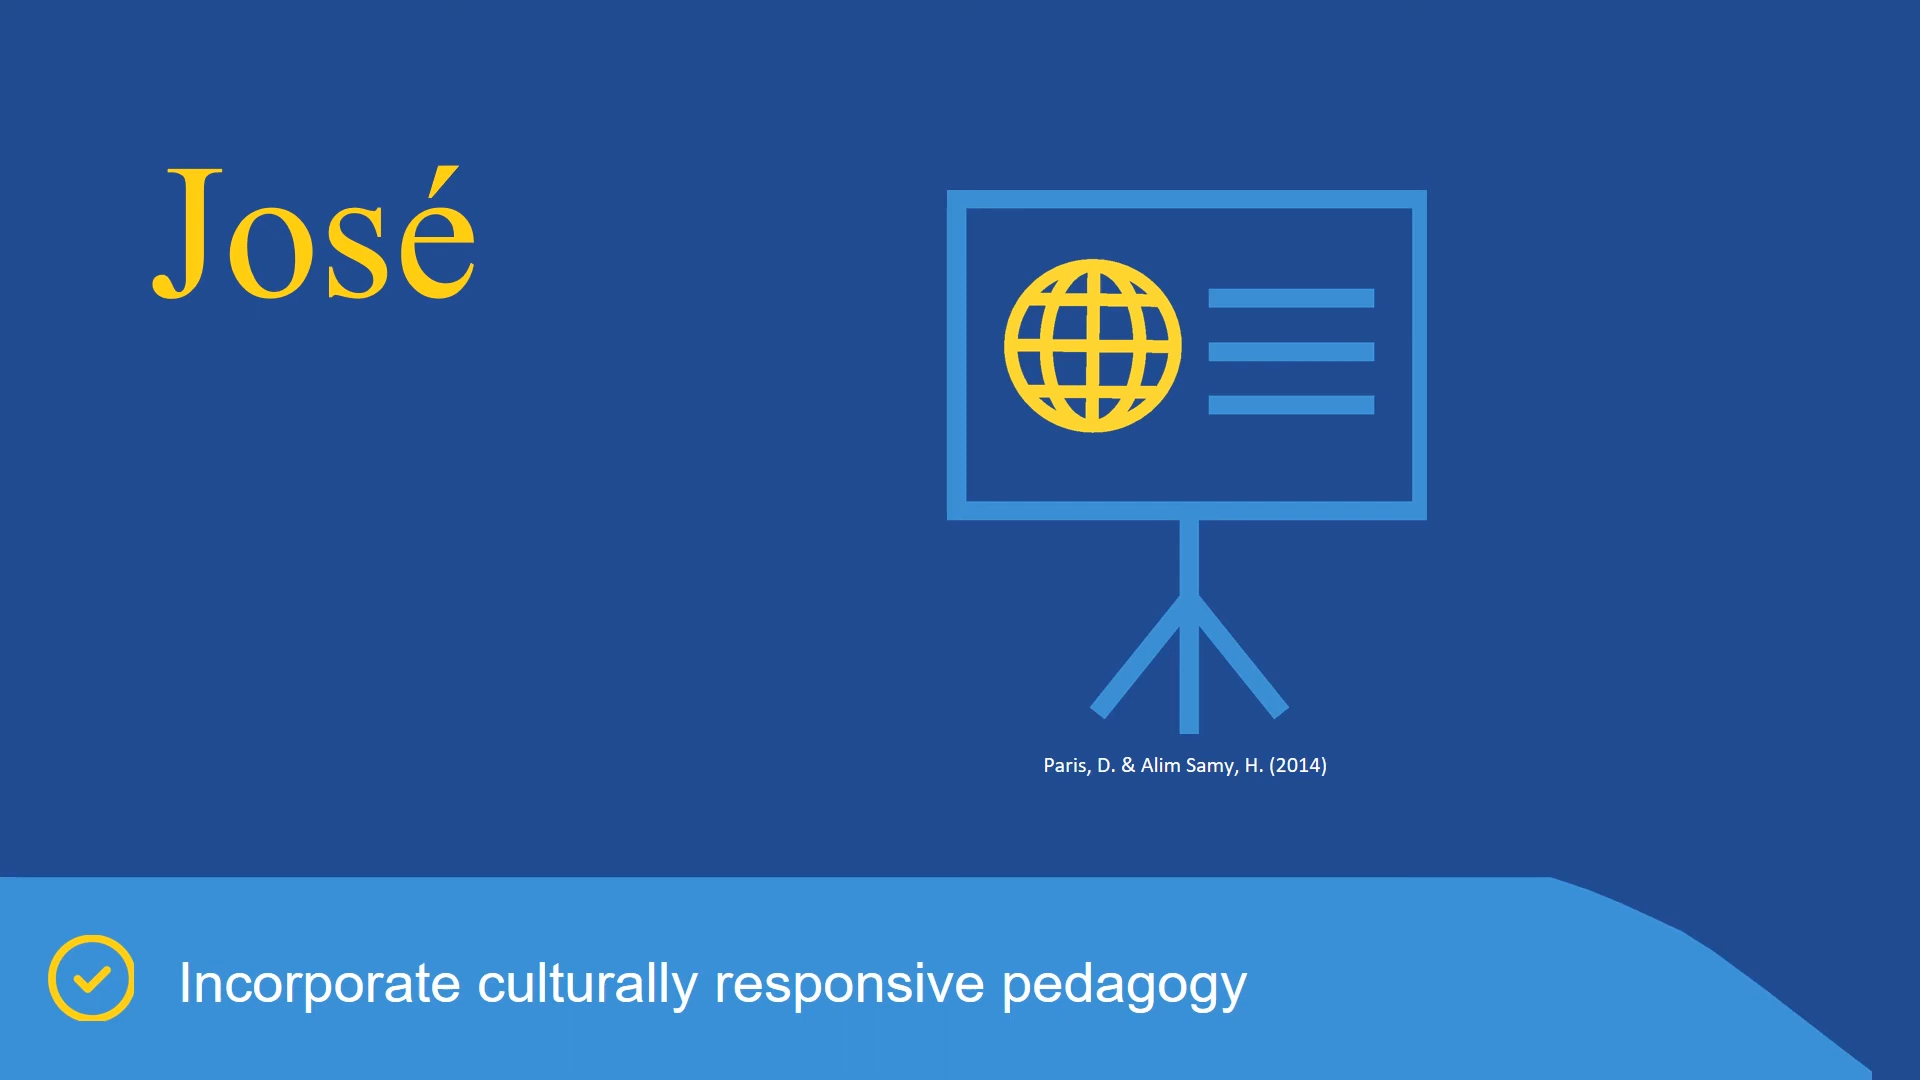 José
Paris, D. & Alim Samy, H. (2014)
Incorporate culturally responsive pedagogy